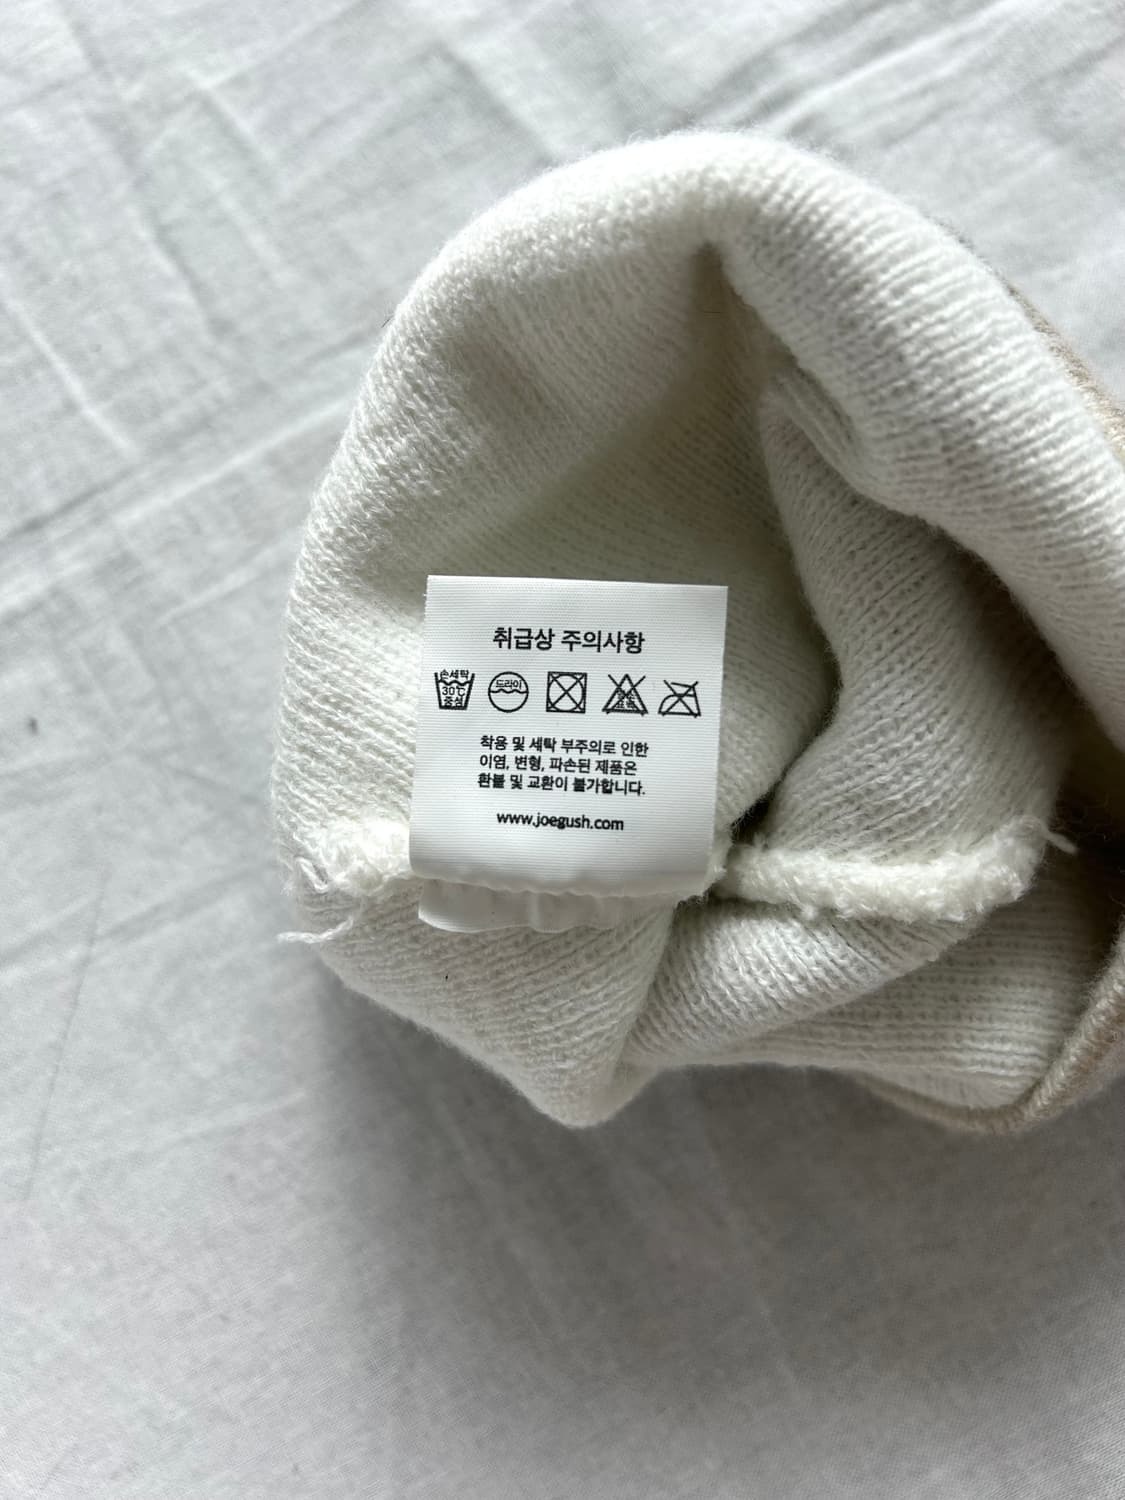 취급상 주의사항
손세탁
30℃
중성
드라이
착용 및 세탁 부주의로 인한
이염, 변형, 파손된 제품은
환불 및 교환이 불가합니다.
www.joegush.com